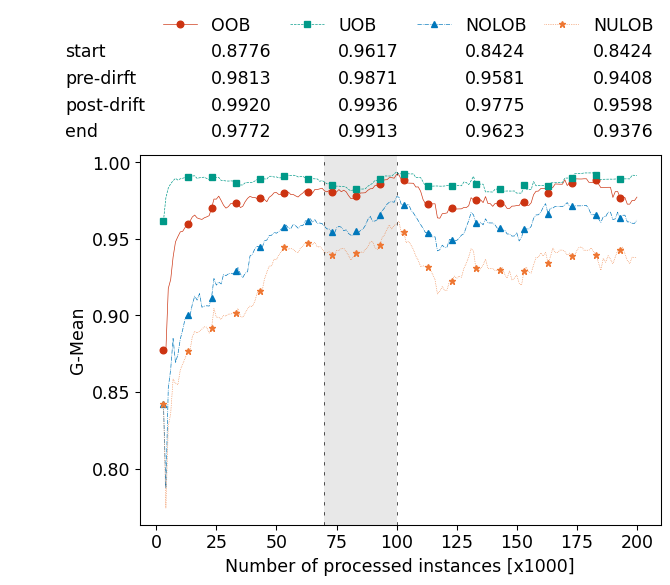 OOB UOB NOLOB NULOB
start 0.8776 0.9617 0.8424 0.8424
pre-dirft 0.9813 0.9871 0.9581 0.9408
post-drift 0.9920 0.9936 0.9775 0.9598
end 0.9772 0.9913 0.9623 0.9376
1.00
0.95
0.90
0.85
0.80
G-Mean
0 25 50 75 100 125 150 175 200
Number of processed instances [x1000]